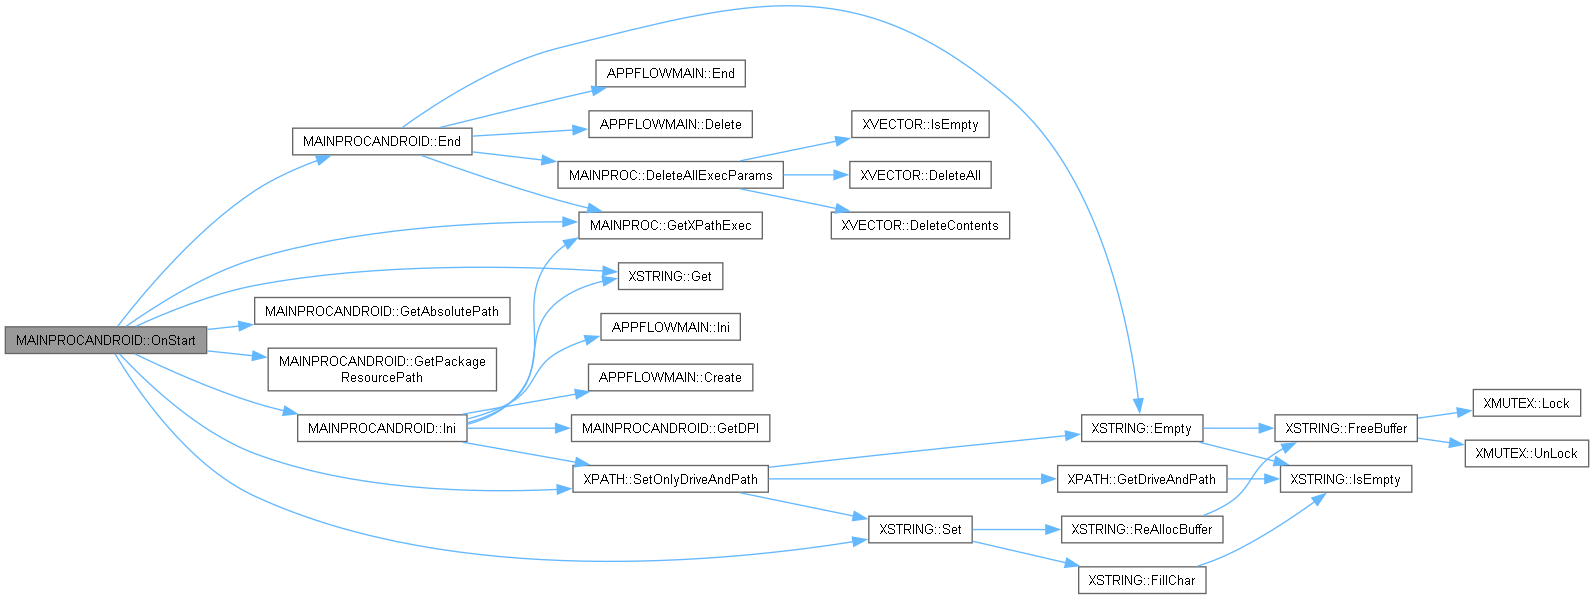 APPFLOWMAIN::End
APPFLOWMAIN::Delete
XVECTOR::IsEmpty
MAINPROCANDROID::End
MAINPROC::DeleteAllExecParams
XVECTOR::DeleteAll
MAINPROC::GetXPathExec
XVECTOR::DeleteContents
XSTRING::Get
MAINPROCANDROID::GetAbsolutePath
APPFLOWMAIN::Ini
MAINPROCANDROID::OnStart
MAINPROCANDROID::GetPackage
ResourcePath
APPFLOWMAIN::Create
XMUTEX::Lock
MAINPROCANDROID::Ini
MAINPROCANDROID::GetDPI
XSTRING::Empty
XSTRING::FreeBuffer
XMUTEX::UnLock
XPATH::SetOnlyDriveAndPath
XPATH::GetDriveAndPath
XSTRING::IsEmpty
XSTRING::Set
XSTRING::ReAllocBuffer
XSTRING::FillChar